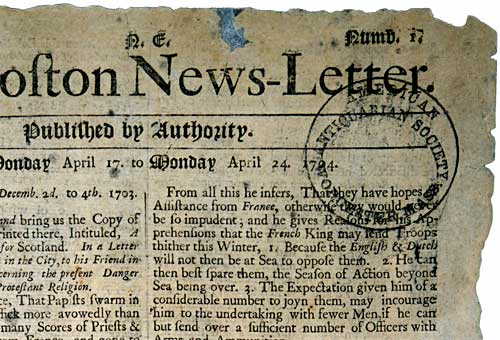 N. E. Numb. 1.
Boſton News-Letter.
Publiſhed by Authority.
Monday April 17. to Monday April 24. 1704.
AMERICAN ANTIQUARIAN SOCIETY
Decemb. 2d. to 4th. 1703.
and bring us the Copy of
rinted there, Intituled, A
for Scotland. In a Letter
in the City, to his Friend in
cerning the preſent Danger
Proteſtant Religion.
ce, That Papiſts ſwarm in
ffick more avowedly than
many Scores of Prieſts &
From all this he infers, That they have hopes
Aſſiſtance from France, otherwiſe they would never
be ſo impudent; and he gives Reaſons for his Ap-
prehenſions that the French King may ſend Troops
thither this Winter, 1. Becauſe the Engliſh & Dutch
will not then be at Sea to oppoſe them. 2. He can
then beſt ſpare them, the Seaſon of Action beyond
Sea being over. 3. The Expectation given him of a
conſiderable number to joyn them, may incourage
him to the undertaking with fewer Men, if he can
but ſend over a ſufficient number of Officers with
Arms and Ammunition.